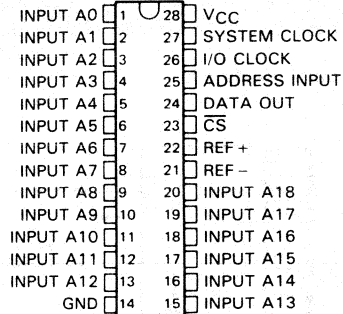 INPUT A0 1 28 VCC
INPUT A1 2 27 SYSTEM CLOCK
INPUT A2 3 26 I/O CLOCK
INPUT A3 4 25 ADDRESS INPUT
INPUT A4 5 24 DATA OUT
INPUT A5 6 23 C̅S̅
INPUT A6 7 22 REF +
INPUT A7 8 21 REF −
INPUT A8 9 20 INPUT A18
INPUT A9 10 19 INPUT A17
INPUT A10 11 18 INPUT A16
INPUT A11 12 17 INPUT A15
INPUT A12 13 16 INPUT A14
GND 14 15 INPUT A13